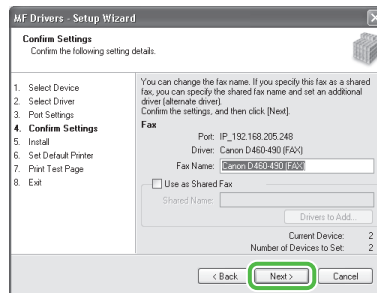 MF Drivers - Setup Wizard
Confirm Settings
Confirm the following setting details.
1. Select Device
2. Select Driver
3. Port Settings
4. Confirm Settings
5. Install
6. Set Default Printer
7. Print Test Page
8. Exit
You can change the fax name. If you specify this fax as a shared
fax, you can specify the shared fax name and set an additional
driver (alternate driver).
Confirm the settings, and then click [Next].
Fax
Port: IP_192.168.205.248
Driver: Canon D460-490 (FAX)
Fax Name: Canon D460-490 (FAX)
Use as Shared Fax
Shared Name:
Drivers to Add...
Current Device: 2
Number of Devices to Set: 2
< Back
Next >
Cancel